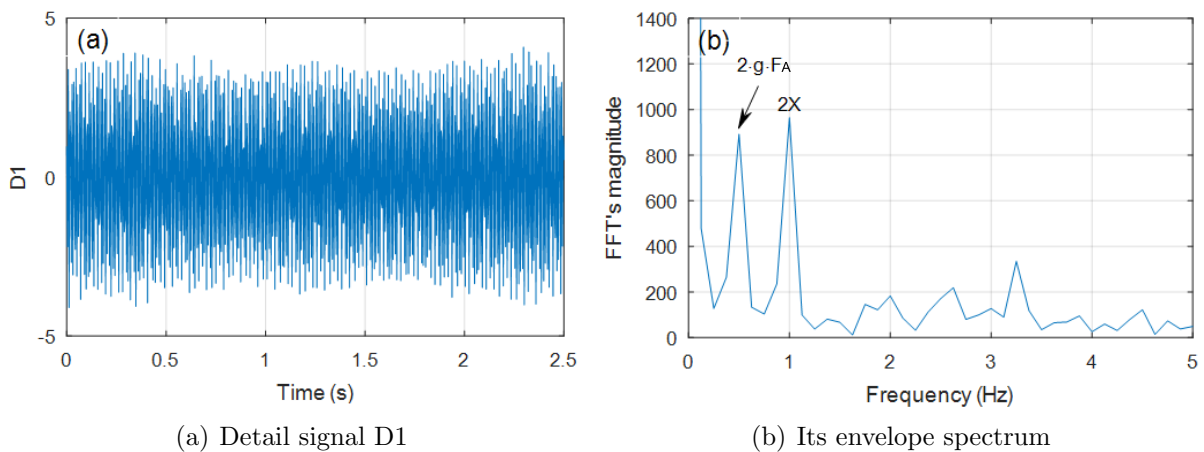 (a)
5
0
-5
D1
0
0.5
1
1.5
2
2.5
Time (s)
(a) Detail signal D1
(b)
2·g·FA
2X
1400
1200
1000
800
600
400
200
0
FFT's magnitude
0
1
2
3
4
5
Frequency (Hz)
(b) Its envelope spectrum